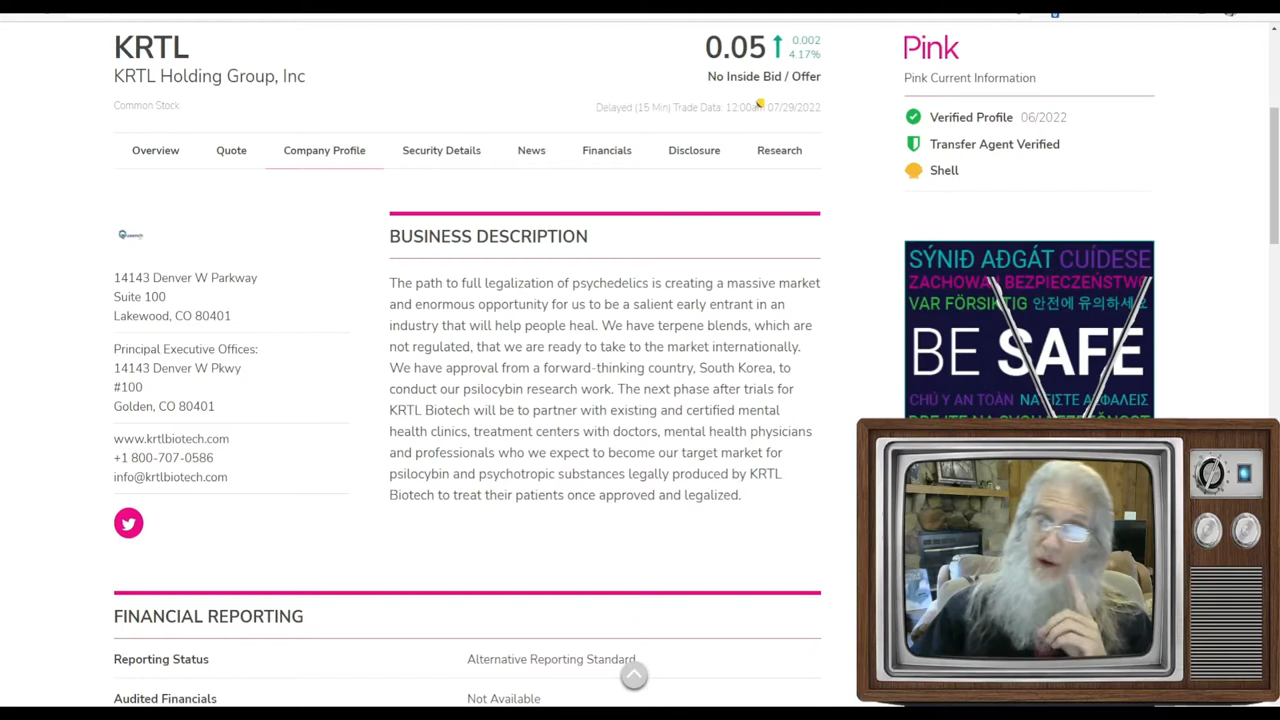 KRTL
KRTL Holding Group, Inc
Common Stock
0.05
0.002
4.17%
No Inside Bid / Offer
Delayed (15 Min) Trade Data: 12:00am 07/29/2022
Pink
Pink Current Information
Verified Profile 06/2022
Transfer Agent Verified
Shell
Overview Quote Company Profile Security Details News Financials Disclosure Research
14143 Denver W Parkway
Suite 100
Lakewood, CO 80401
Principal Executive Offices:
14143 Denver W Pkwy
#100
Golden, CO 80401
www.krtlbiotech.com
+1 800-707-0586
info@krtlbiotech.com
BUSINESS DESCRIPTION
The path to full legalization of psychedelics is creating a massive market
and enormous opportunity for us to be a salient early entrant in an
industry that will help people heal. We have terpene blends, which are
not regulated, that we are ready to take to the market internationally.
We have approval from a forward-thinking country, South Korea, to
conduct our psilocybin research work. The next phase after trials for
KRTL Biotech will be to partner with existing and certified mental
health clinics, treatment centers with doctors, mental health physicians
and professionals who we expect to become our target market for
psilocybin and psychotropic substances legally produced by KRTL
Biotech to treat their patients once approved and legalized.
SÝNIÐ AÐGÁT CUÍDESE
ZACHOWAJ BEZPIECZEŃSTWO
VAR FÖRSIKTIG 안전에 유의하세요
BE SAFE
CHÚ Ý AN TOÀN
FINANCIAL REPORTING
Reporting Status Alternative Reporting Standard
Audited Financials Not Available